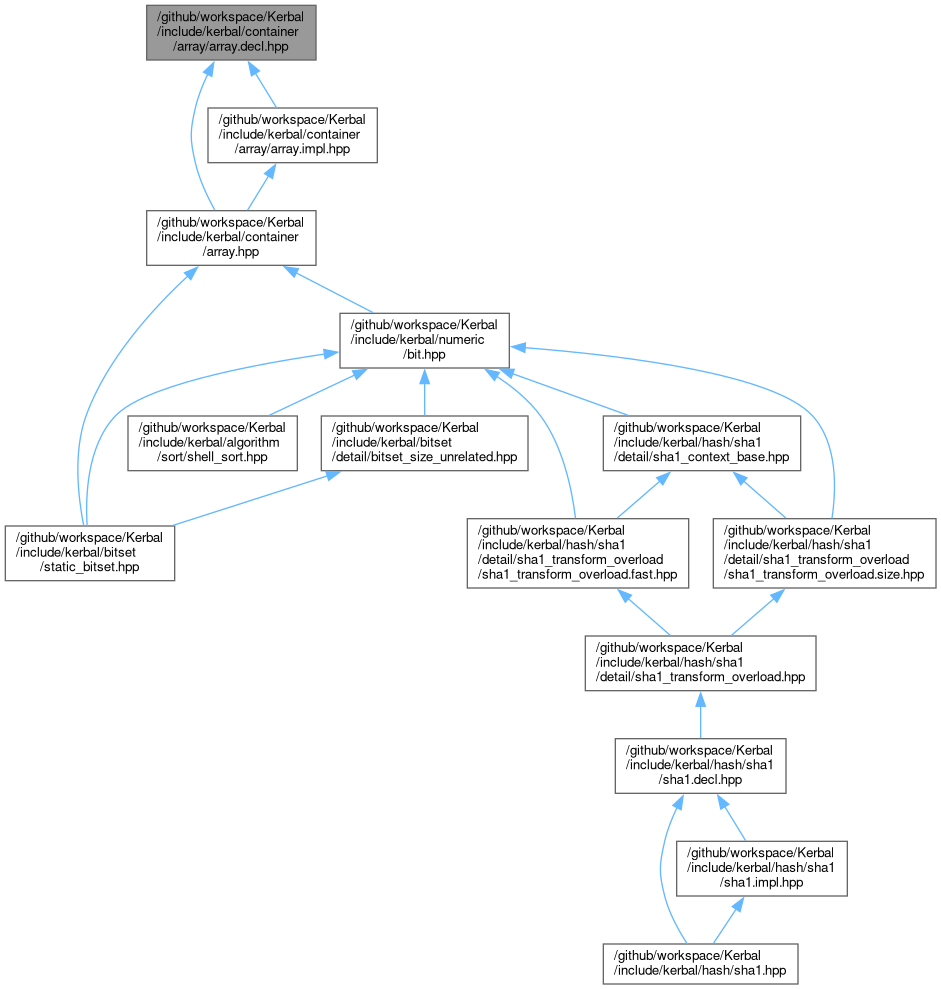 /github/workspace/Kerbal
/include/kerbal/container
/array/array.decl.hpp
/github/workspace/Kerbal
/include/kerbal/container
/array/array.impl.hpp
/github/workspace/Kerbal
/include/kerbal/container
/array.hpp
/github/workspace/Kerbal
/include/kerbal/numeric
/bit.hpp
/github/workspace/Kerbal
/include/kerbal/algorithm
/sort/shell_sort.hpp
/github/workspace/Kerbal
/include/kerbal/bitset
/detail/bitset_size_unrelated.hpp
/github/workspace/Kerbal
/include/kerbal/hash/sha1
/detail/sha1_context_base.hpp
/github/workspace/Kerbal
/include/kerbal/bitset
/static_bitset.hpp
/github/workspace/Kerbal
/include/kerbal/hash/sha1
/detail/sha1_transform_overload
/sha1_transform_overload.fast.hpp
/github/workspace/Kerbal
/include/kerbal/hash/sha1
/detail/sha1_transform_overload
/sha1_transform_overload.size.hpp
/github/workspace/Kerbal
/include/kerbal/hash/sha1
/detail/sha1_transform_overload.hpp
/github/workspace/Kerbal
/include/kerbal/hash/sha1
/sha1.decl.hpp
/github/workspace/Kerbal
/include/kerbal/hash/sha1
/sha1.impl.hpp
/github/workspace/Kerbal
/include/kerbal/hash/sha1.hpp